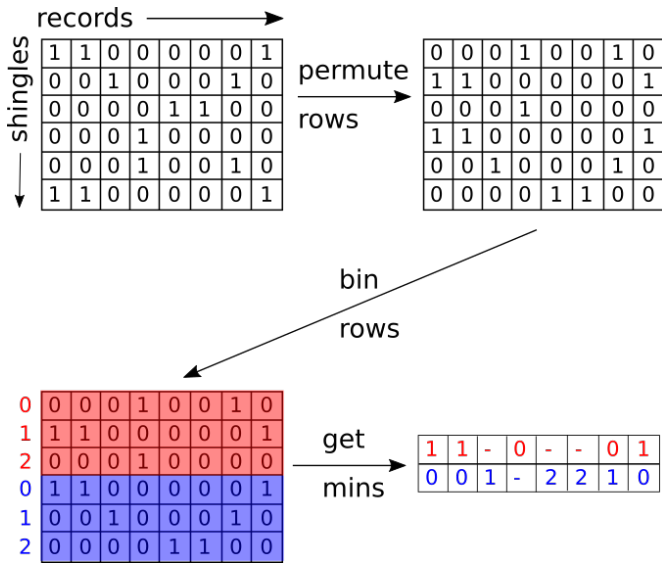 records
shingles
1 1 0 0 0 0 0 1
0 0 1 0 0 0 1 0
0 0 0 0 1 1 0 0
0 0 0 1 0 0 0 0
0 0 0 1 0 0 1 0
1 1 0 0 0 0 0 1
permute
rows
0 0 0 1 0 0 1 0
1 1 0 0 0 0 0 1
0 0 0 1 0 0 0 0
1 1 0 0 0 0 0 1
0 0 1 0 0 0 1 0
0 0 0 0 1 1 0 0
bin
rows
0 0 0 0 1 0 0 1 0
1 1 1 0 0 0 0 0 1
2 0 0 0 1 0 0 0 0
0 1 1 0 0 0 0 0 1
1 0 0 1 0 0 0 1 0
2 0 0 0 0 1 1 0 0
get
mins
1 1 - 0 - - 0 1
0 0 1 - 2 2 1 0